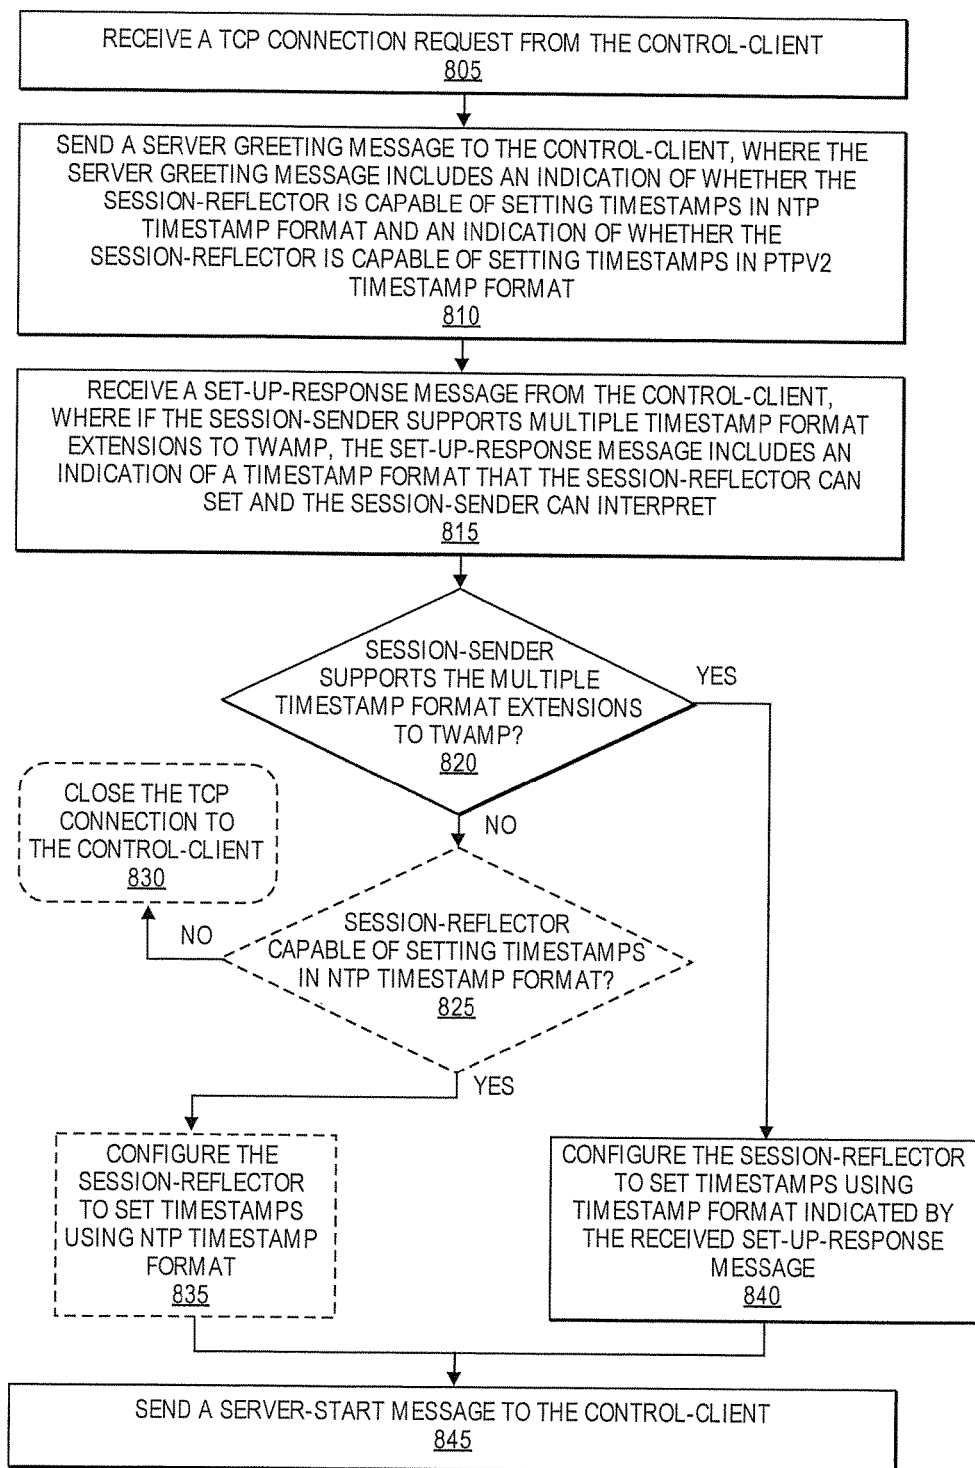 RECEIVE A TCP CONNECTION REQUEST FROM THE CONTROL-CLIENT
805
SEND A SERVER GREETING MESSAGE TO THE CONTROL-CLIENT, WHERE THE
SERVER GREETING MESSAGE INCLUDES AN INDICATION OF WHETHER THE
SESSION-REFLECTOR IS CAPABLE OF SETTING TIMESTAMPS IN NTP
TIMESTAMP FORMAT AND AN INDICATION OF WHETHER THE
SESSION-REFLECTOR IS CAPABLE OF SETTING TIMESTAMPS IN PTPV2
TIMESTAMP FORMAT
810
RECEIVE A SET-UP-RESPONSE MESSAGE FROM THE CONTROL-CLIENT,
WHERE IF THE SESSION-SENDER SUPPORTS MULTIPLE TIMESTAMP FORMAT
EXTENSIONS TO TWAMP, THE SET-UP-RESPONSE MESSAGE INCLUDES AN
INDICATION OF A TIMESTAMP FORMAT THAT THE SESSION-REFLECTOR CAN
SET AND THE SESSION-SENDER CAN INTERPRET
815
SESSION-SENDER
SUPPORTS THE MULTIPLE
TIMESTAMP FORMAT EXTENSIONS
TO TWAMP?
820
YES
NO
CLOSE THE TCP
CONNECTION TO
THE CONTROL-CLIENT
830
NO
SESSION-REFLECTOR
CAPABLE OF SETTING TIMESTAMPS
IN NTP TIMESTAMP FORMAT?
825
YES
CONFIGURE THE
SESSION-REFLECTOR
TO SET TIMESTAMPS
USING NTP TIMESTAMP
FORMAT
835
CONFIGURE THE SESSION-REFLECTOR
TO SET TIMESTAMPS USING
TIMESTAMP FORMAT INDICATED BY
THE RECEIVED SET-UP-RESPONSE
MESSAGE
840
SEND A SERVER-START MESSAGE TO THE CONTROL-CLIENT
845